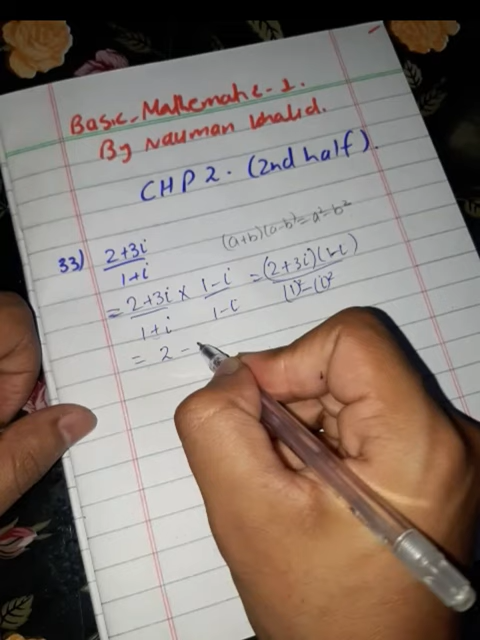 Basic-Mathematic-1.
By Nauman Khalid.
CHP 2. (2nd half).
(a+b)(a-b)=a²-b²
33) 2+3i/1+i
= 2+3i/1+i × 1-i/1-i = (2+3i)(1-i)/(1)²-(i)²
= 2 -